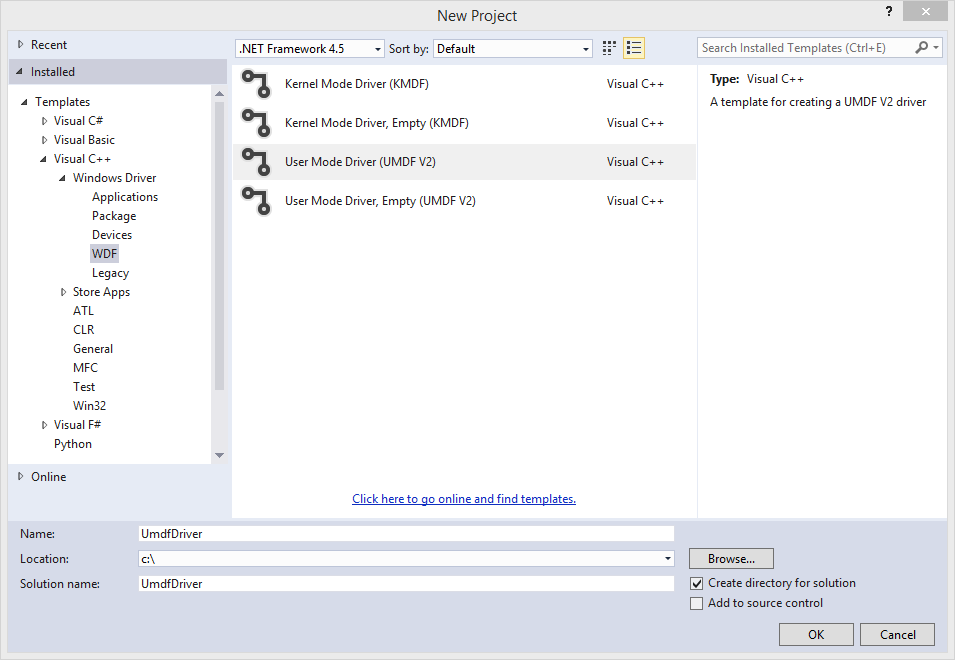 New Project
?
Recent
.NET Framework 4.5
Sort by:
Default
Search Installed Templates (Ctrl+E)
Installed
Templates
Visual C#
Visual Basic
Visual C++
Windows Driver
Applications
Package
Devices
WDF
Legacy
Store Apps
ATL
CLR
General
MFC
Test
Win32
Visual F#
Python
Online
Kernel Mode Driver (KMDF) Visual C++
Kernel Mode Driver, Empty (KMDF) Visual C++
User Mode Driver (UMDF V2) Visual C++
User Mode Driver, Empty (UMDF V2) Visual C++
Click here to go online and find templates.
Type: Visual C++
A template for creating a UMDF V2 driver
Name: UmdfDriver
Location: c:\
Browse...
Solution name: UmdfDriver
Create directory for solution
Add to source control
OK
Cancel